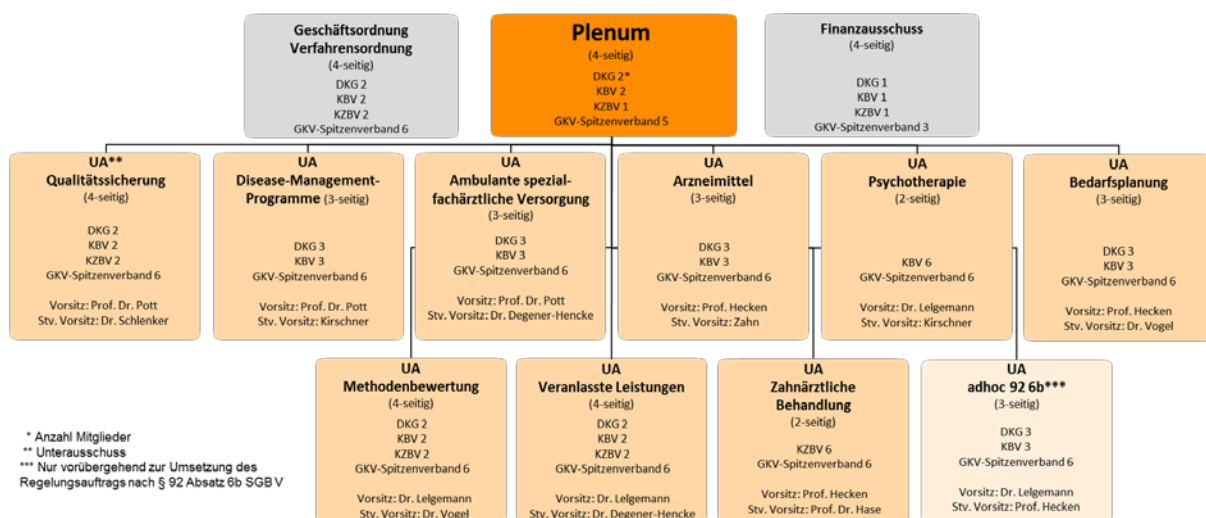 Geschäftsordnung
Verfahrensordnung
(4-seitig)
DKG 2
KBV 2
KZBV 2
GKV-Spitzenverband 6
Plenum
(4-seitig)
DKG 2*
KBV 2
KZBV 1
GKV-Spitzenverband 5
Finanzausschuss
(4-seitig)
DKG 1
KBV 1
KZBV 1
GKV-Spitzenverband 3
UA**
Qualitätssicherung
(4-seitig)
DKG 2
KBV 2
KZBV 2
GKV-Spitzenverband 6
Vorsitz: Prof. Dr. Pott
Stv. Vorsitz: Dr. Schlenker
UA
Disease-Management-
Programme (3-seitig)
DKG 3
KBV 3
GKV-Spitzenverband 6
Vorsitz: Prof. Dr. Pott
Stv. Vorsitz: Kirschner
UA
Ambulante spezial-
fachärztliche Versorgung
(3-seitig)
DKG 3
KBV 3
GKV-Spitzenverband 6
Vorsitz: Prof. Dr. Pott
Stv. Vorsitz: Dr. Degener-Hencke
UA
Arzneimittel
(3-seitig)
DKG 3
KBV 3
GKV-Spitzenverband 6
Vorsitz: Prof. Hecken
Stv. Vorsitz: Zahn
UA
Psychotherapie
(2-seitig)
KBV 6
GKV-Spitzenverband 6
Vorsitz: Dr. Lelgemann
Stv. Vorsitz: Kirschner
UA
Bedarfsplanung
(3-seitig)
DKG 3
KBV 3
GKV-Spitzenverband 6
Vorsitz: Prof. Hecken
Stv. Vorsitz: Dr. Vogel
UA
Methodenbewertung
(4-seitig)
DKG 2
KBV 2
KZBV 2
GKV-Spitzenverband 6
Vorsitz: Dr. Lelgemann
Stv. Vorsitz: Dr. Vogel
UA
Veranlasste Leistungen
(4-seitig)
DKG 2
KBV 2
KZBV 2
GKV-Spitzenverband 6
Vorsitz: Dr. Lelgemann
Stv. Vorsitz: Dr. Degener-Hencke
UA
Zahnärztliche
Behandlung
(2-seitig)
KZBV 6
GKV-Spitzenverband 6
Vorsitz: Prof. Hecken
Stv. Vorsitz: Prof. Dr. Hase
UA
adhoc 92 6b***
(3-seitig)
DKG 3
KBV 3
GKV-Spitzenverband 6
Vorsitz: Dr. Lelgemann
Stv. Vorsitz: Prof. Hecken
* Anzahl Mitglieder
** Unterausschuss
*** Nur vorübergehend zur Umsetzung des
Regelungsauftrags nach § 92 Absatz 6b SGB V